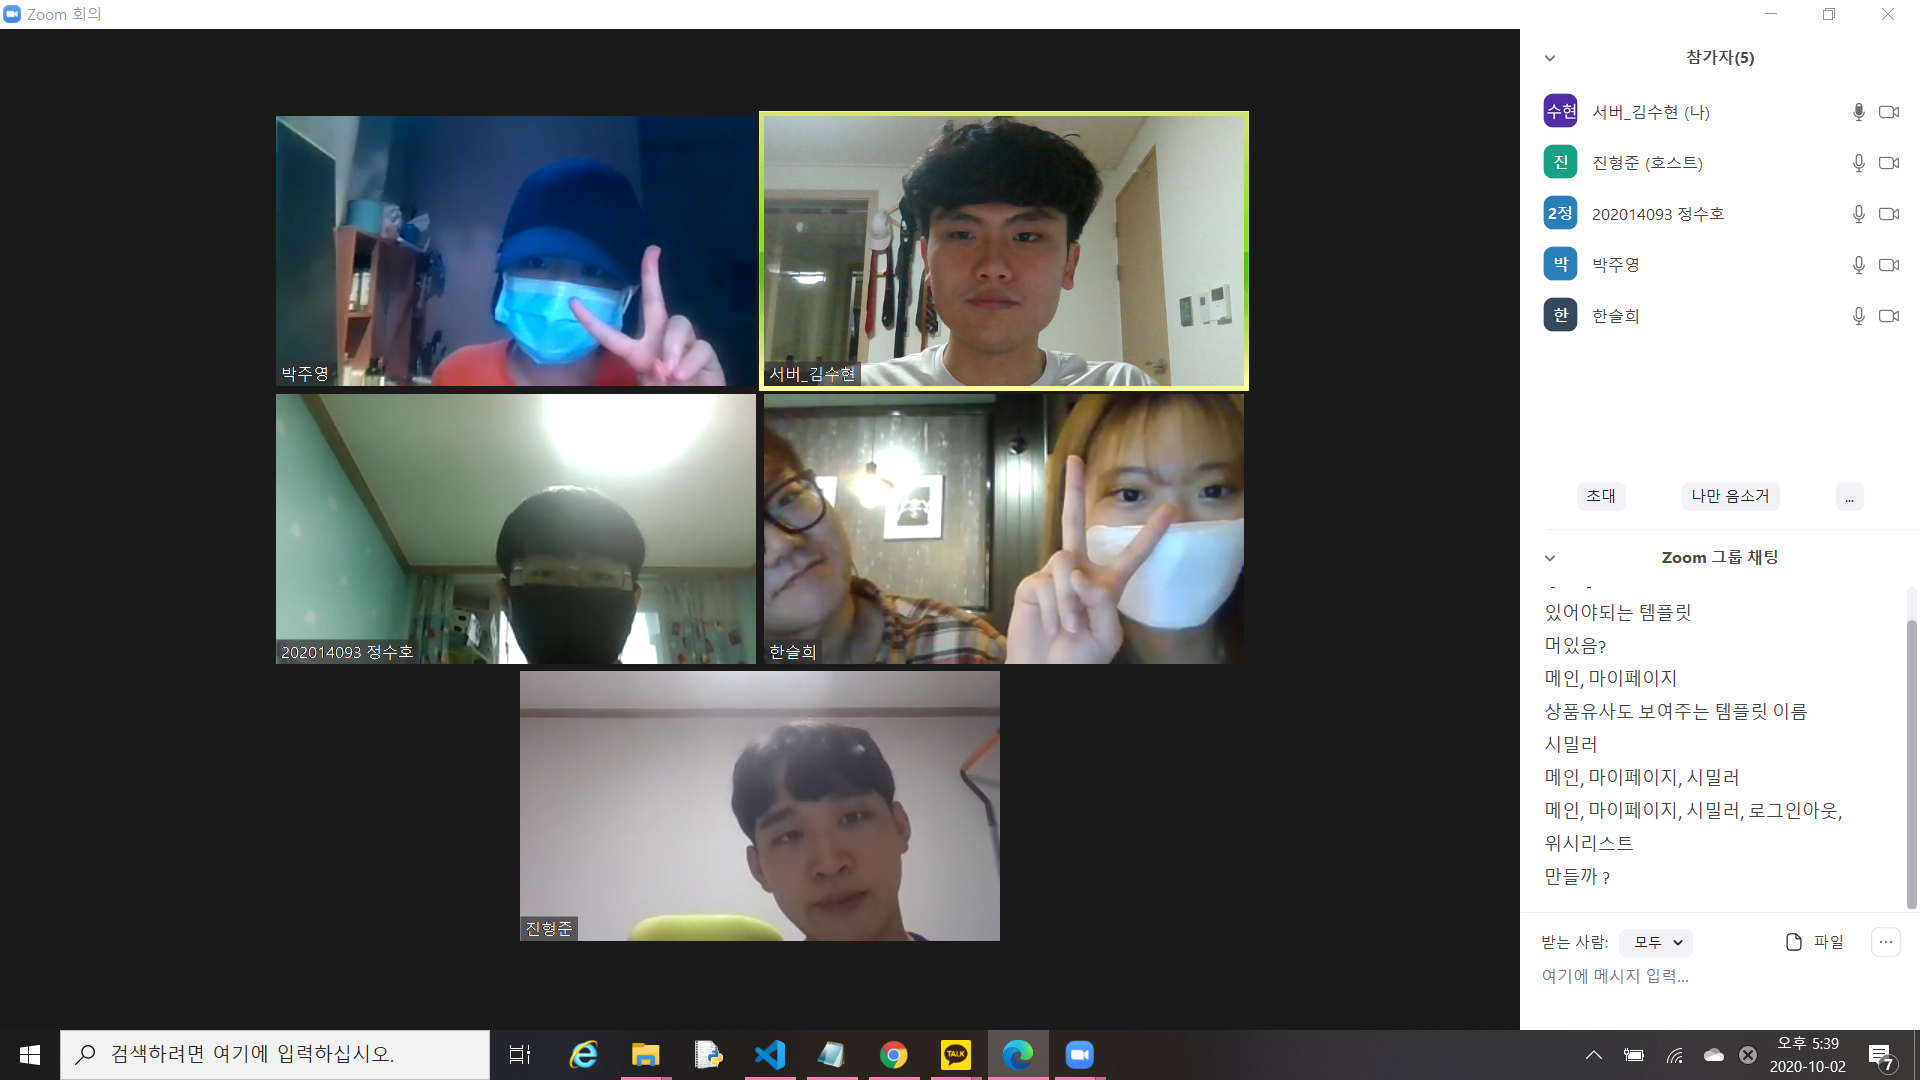 Zoom 회의
박주영
서버_김수현
202014093 정수호
한슬희
진형준
참가자(5)
수현 서버_김수현 (나)
진 진형준 (호스트)
2정 202014093 정수호
박 박주영
한 한슬희
초대 나만 음소거 ...
Zoom 그룹 채팅
있어야되는 템플릿
머있음?
메인, 마이페이지
상품유사도 보여주는 템플릿 이름
시밀러
메인, 마이페이지, 시밀러
메인, 마이페이지, 시밀러, 로그인아웃,
위시리스트
만들까 ?
받는 사람: 모두 파일
여기에 메시지 입력...
검색하려면 여기에 입력하십시오.
TALK
오후 5:39
2020-10-02
7